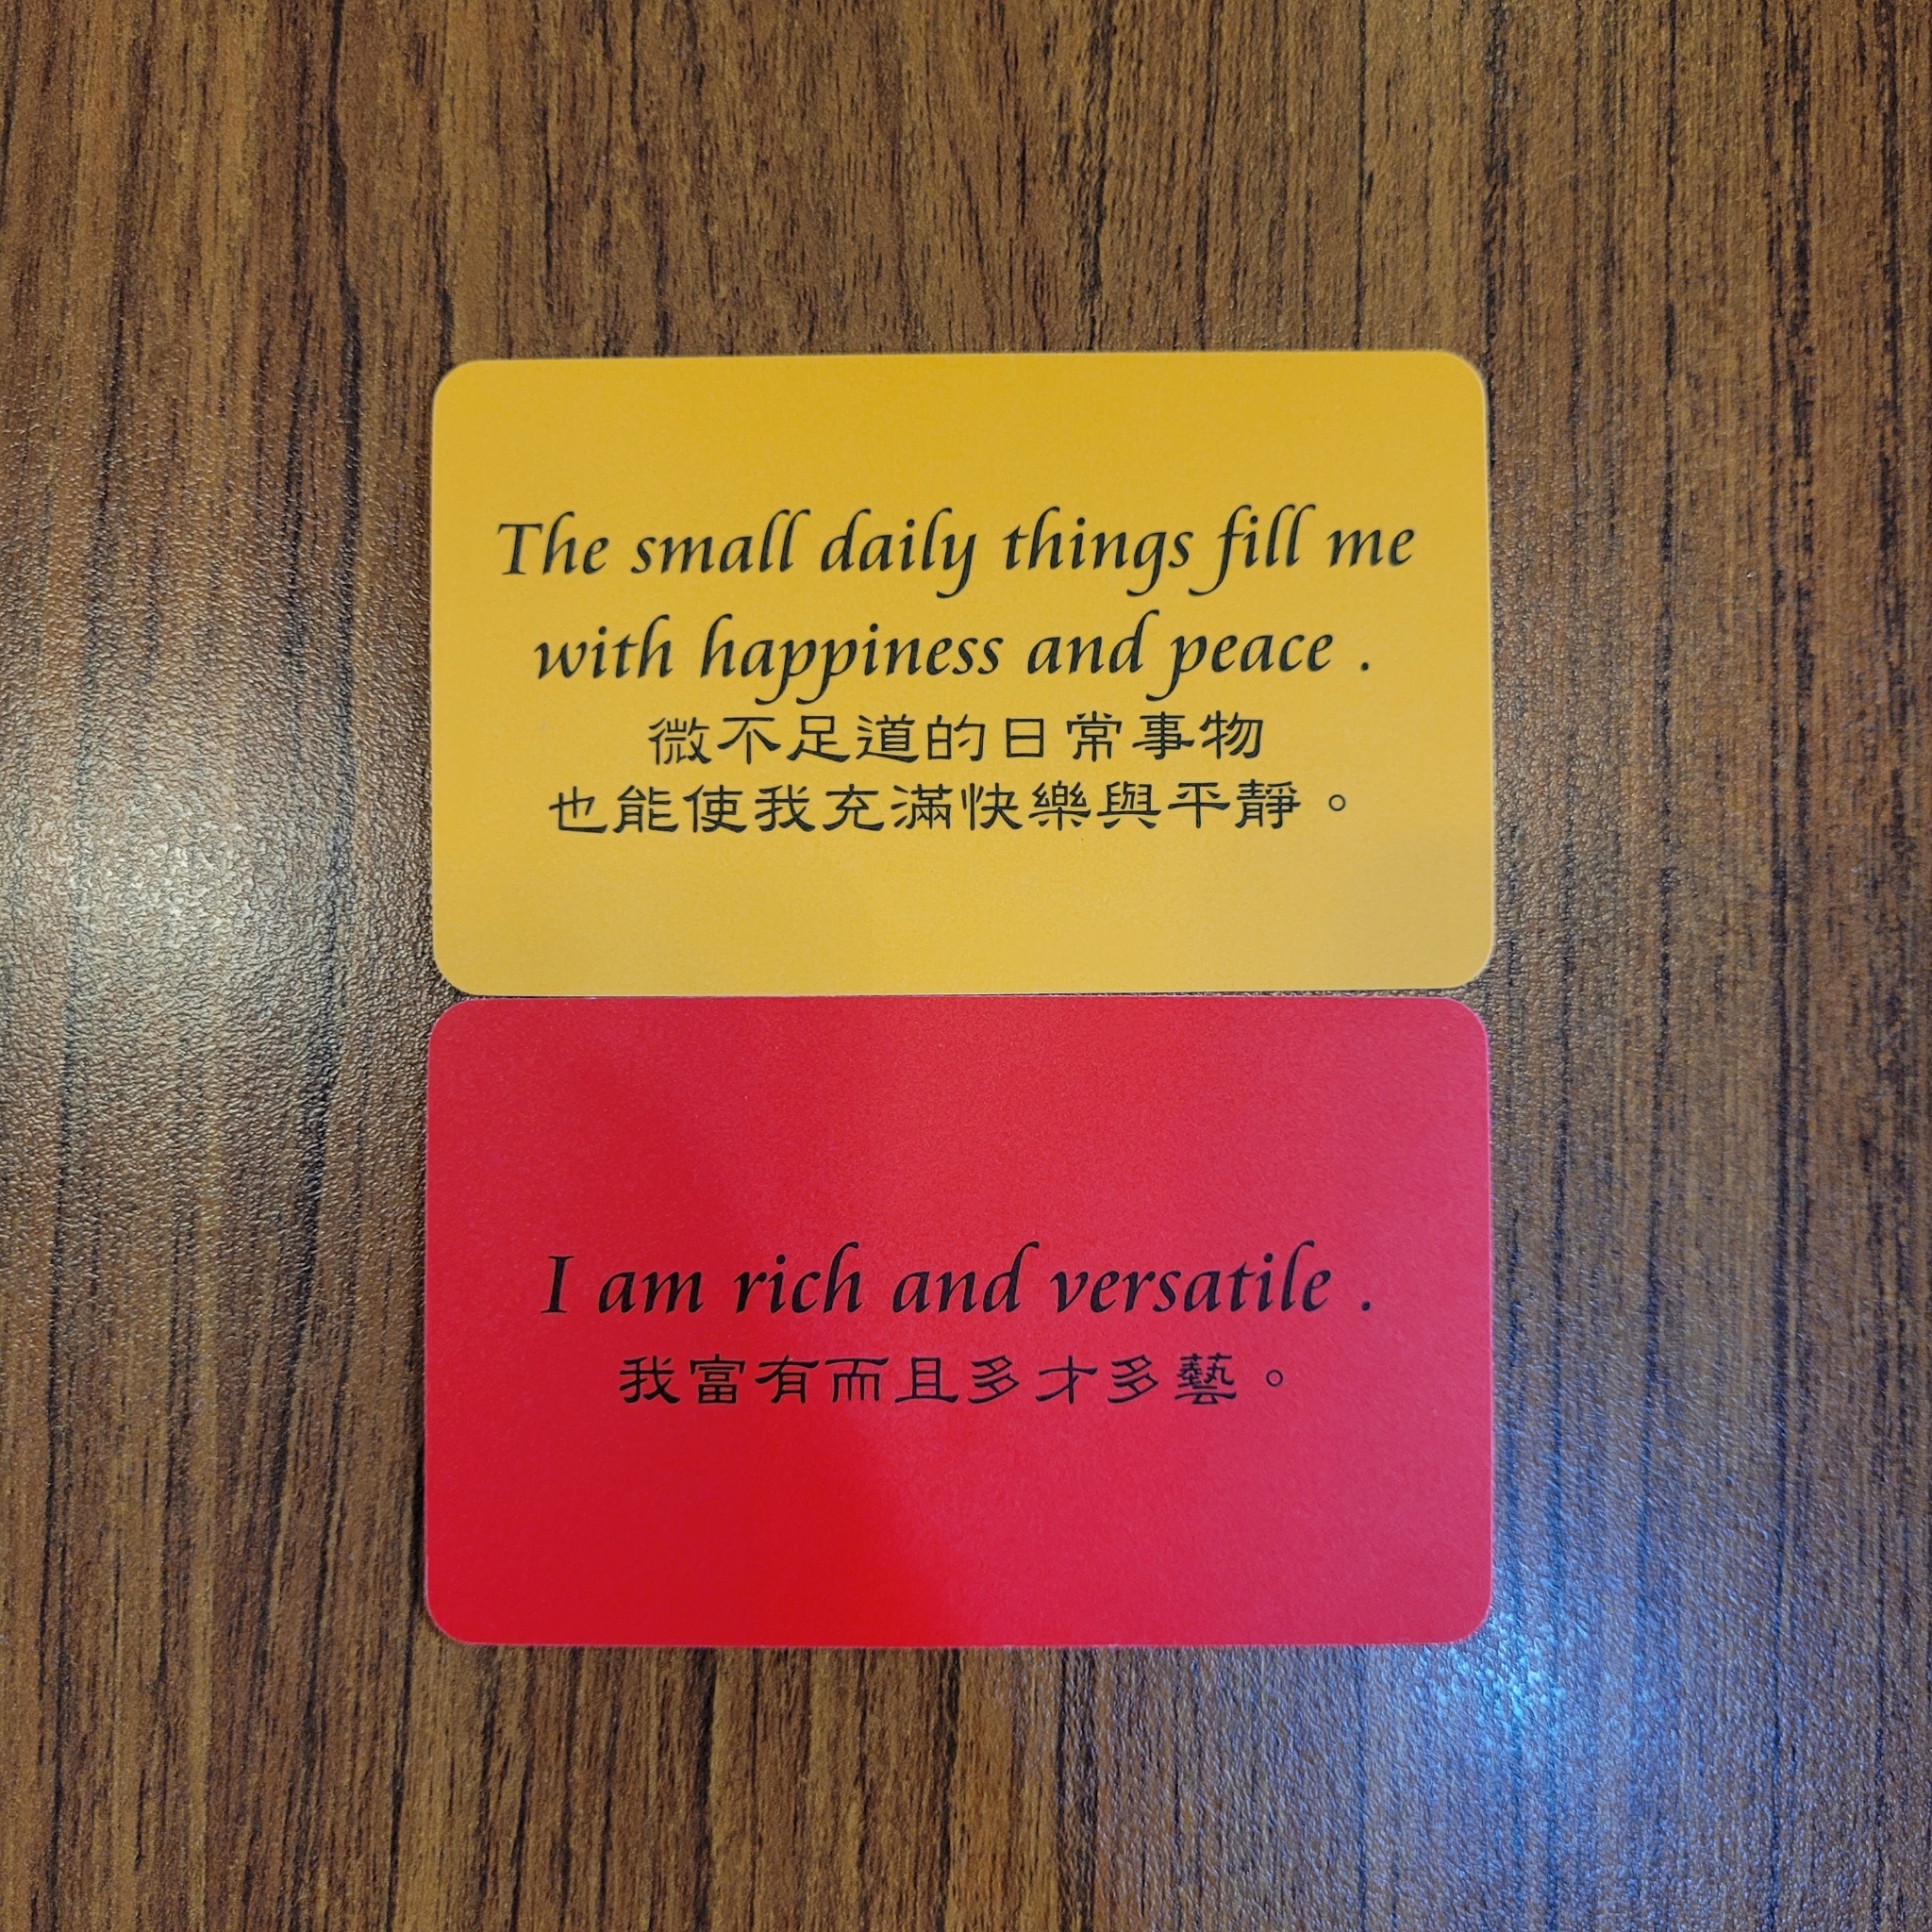 The small daily things fill me
with happiness and peace .
微不足道的日常事物
也能使我充滿快樂與平靜。
I am rich and versatile .
我富有而且多才多藝。